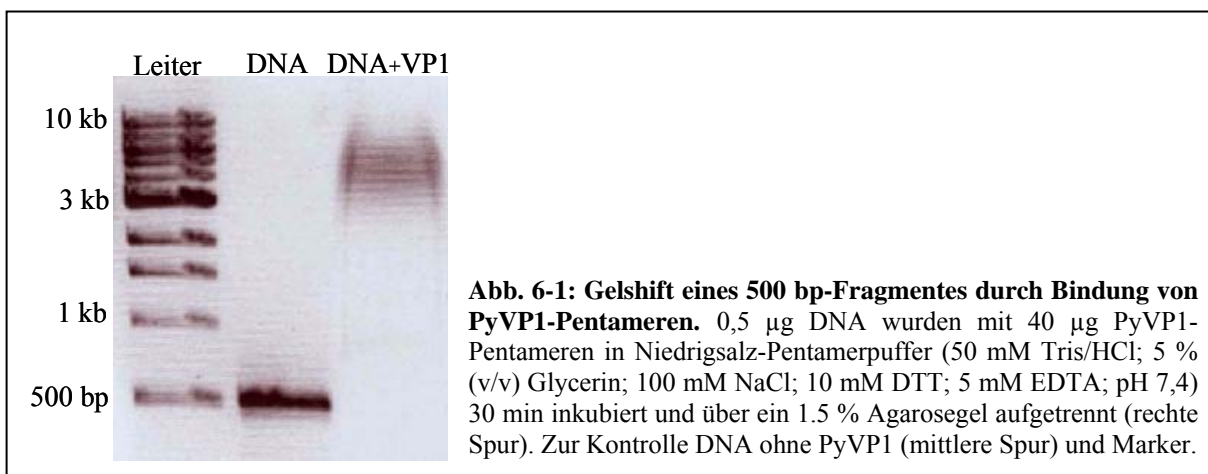 Leiter DNA DNA+VP1
10 kb
3 kb
1 kb
500 bp
Abb. 6-1: Gelshift eines 500 bp-Fragmentes durch Bindung von
PyVP1-Pentameren. 0,5 µg DNA wurden mit 40 µg PyVP1-
Pentameren in Niedrigsalz-Pentamerpuffer (50 mM Tris/HCl; 5 %
(v/v) Glycerin; 100 mM NaCl; 10 mM DTT; 5 mM EDTA; pH 7,4)
30 min inkubiert und über ein 1.5 % Agarosegel aufgetrennt (rechte
Spur). Zur Kontrolle DNA ohne PyVP1 (mittlere Spur) und Marker.